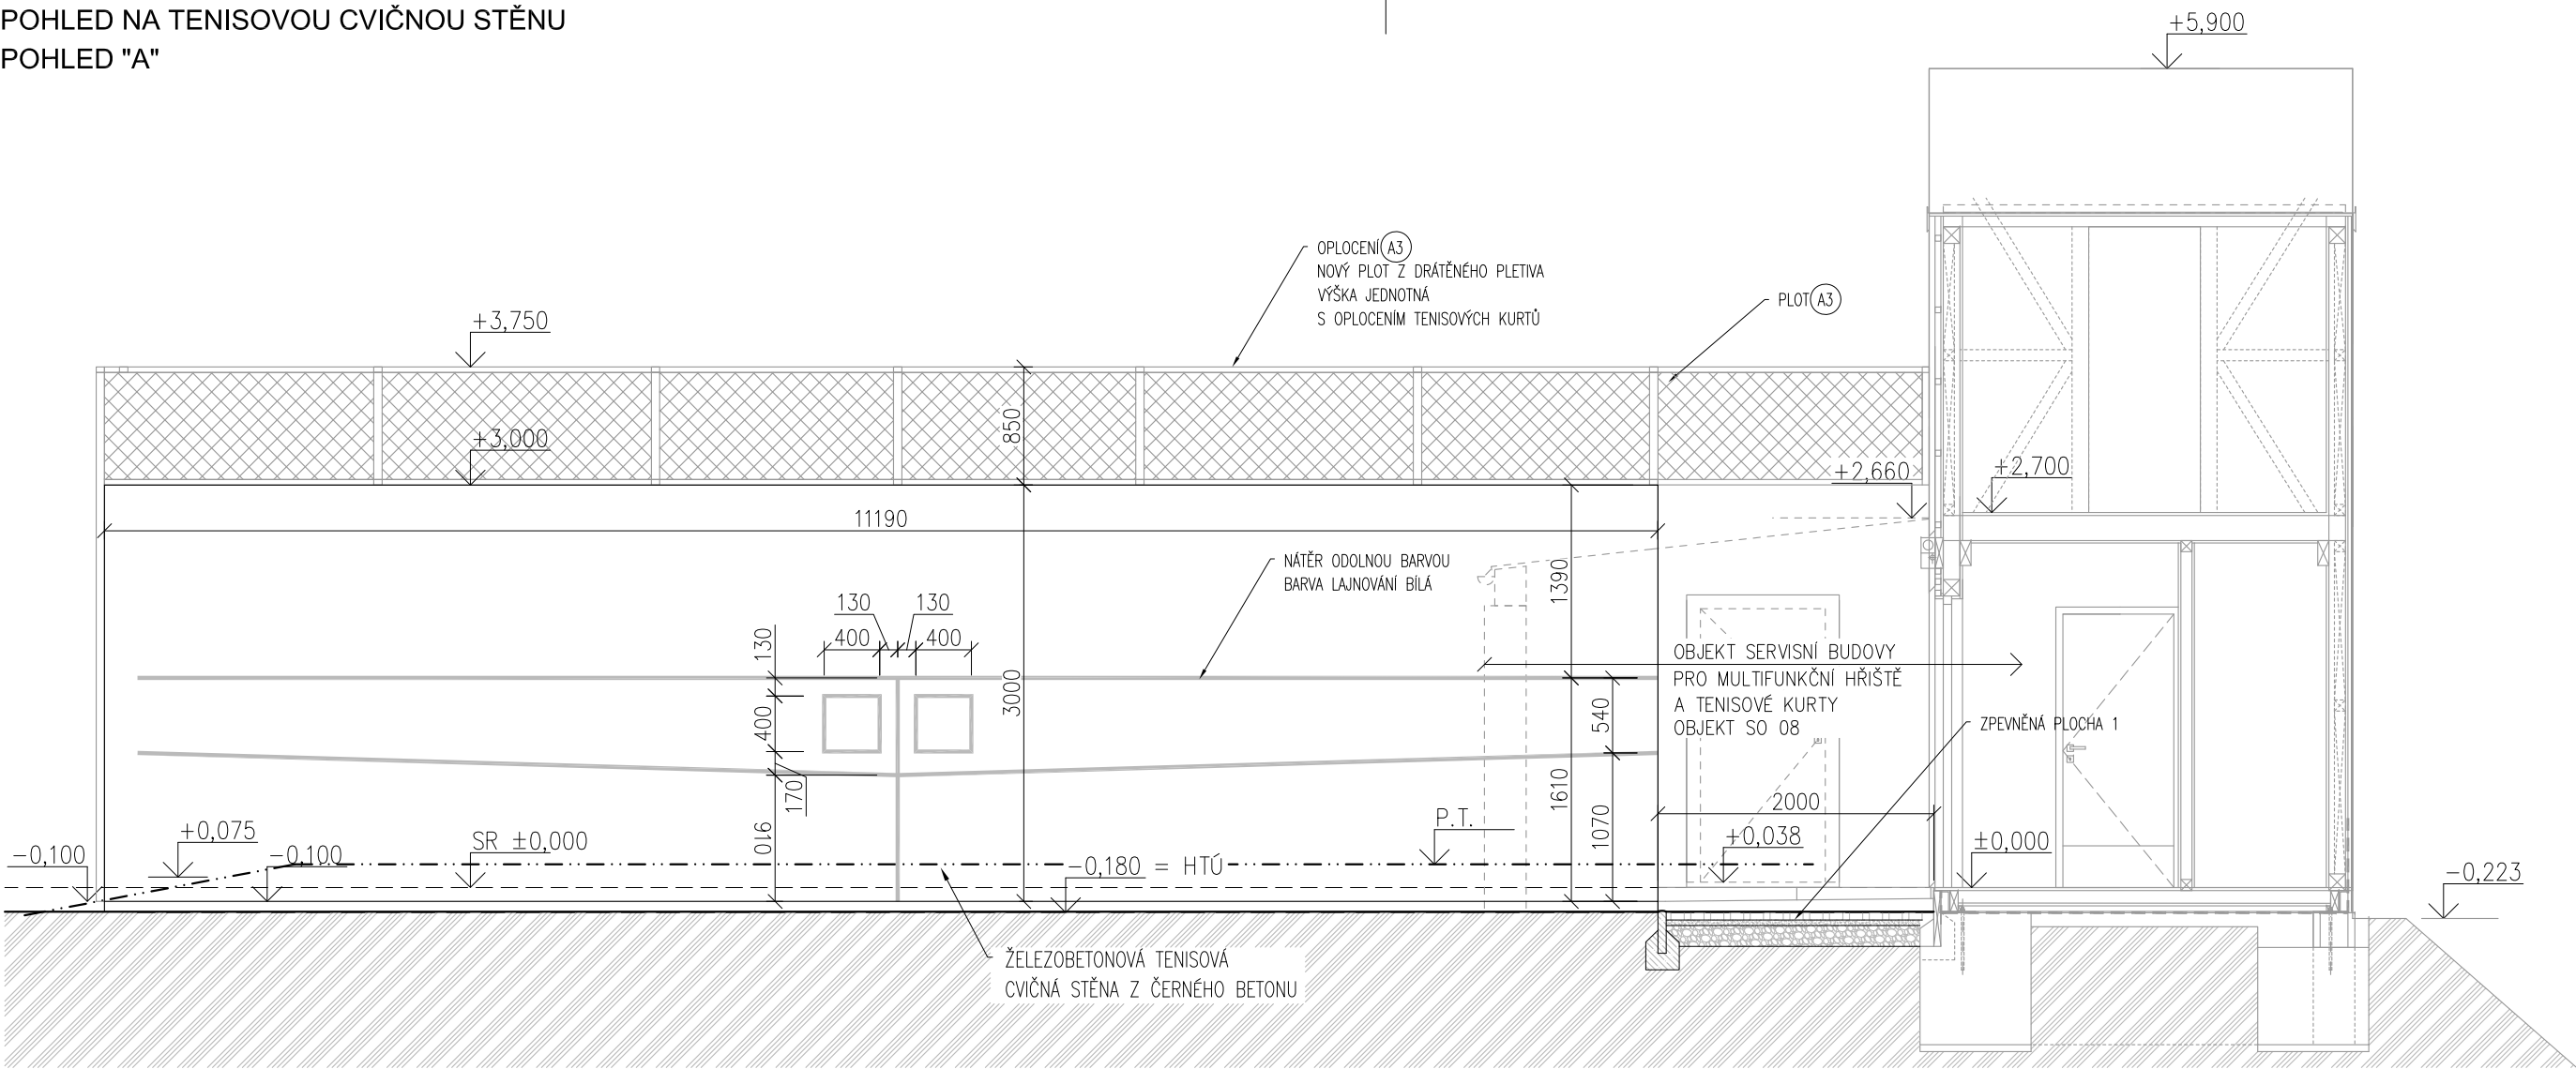 POHLED NA TENISOVOU CVIČNOU STĚNU
POHLED "A"
+5,900
OPLOCENÍ A3
NOVÝ PLOT Z DRÁTĚNÉHO PLETIVA
VÝŠKA JEDNOTNÁ
S OPLOCENÍM TENISOVÝCH KURTŮ
PLOT A3
+3,750
850
+3,000
+2,660
+2,700
11190
NÁTĚR ODOLNOU BARVOU
BARVA LAJNOVÁNÍ BÍLÁ
1390
130
130
130
400
400
3000
400
540
OBJEKT SERVISNÍ BUDOVY
PRO MULTIFUNKČNÍ HŘIŠTĚ
A TENISOVÉ KURTY
OBJEKT SO 08
ZPEVNĚNÁ PLOCHA 1
170
1610
2000
910
1070
P.T.
+0,075
SR ±0,000
+0,038
±0,000
-0,100
-0,100
-0,180 = HTÚ
-0,223
ŽELEZOBETONOVÁ TENISOVÁ
CVIČNÁ STĚNA Z ČERNÉHO BETONU